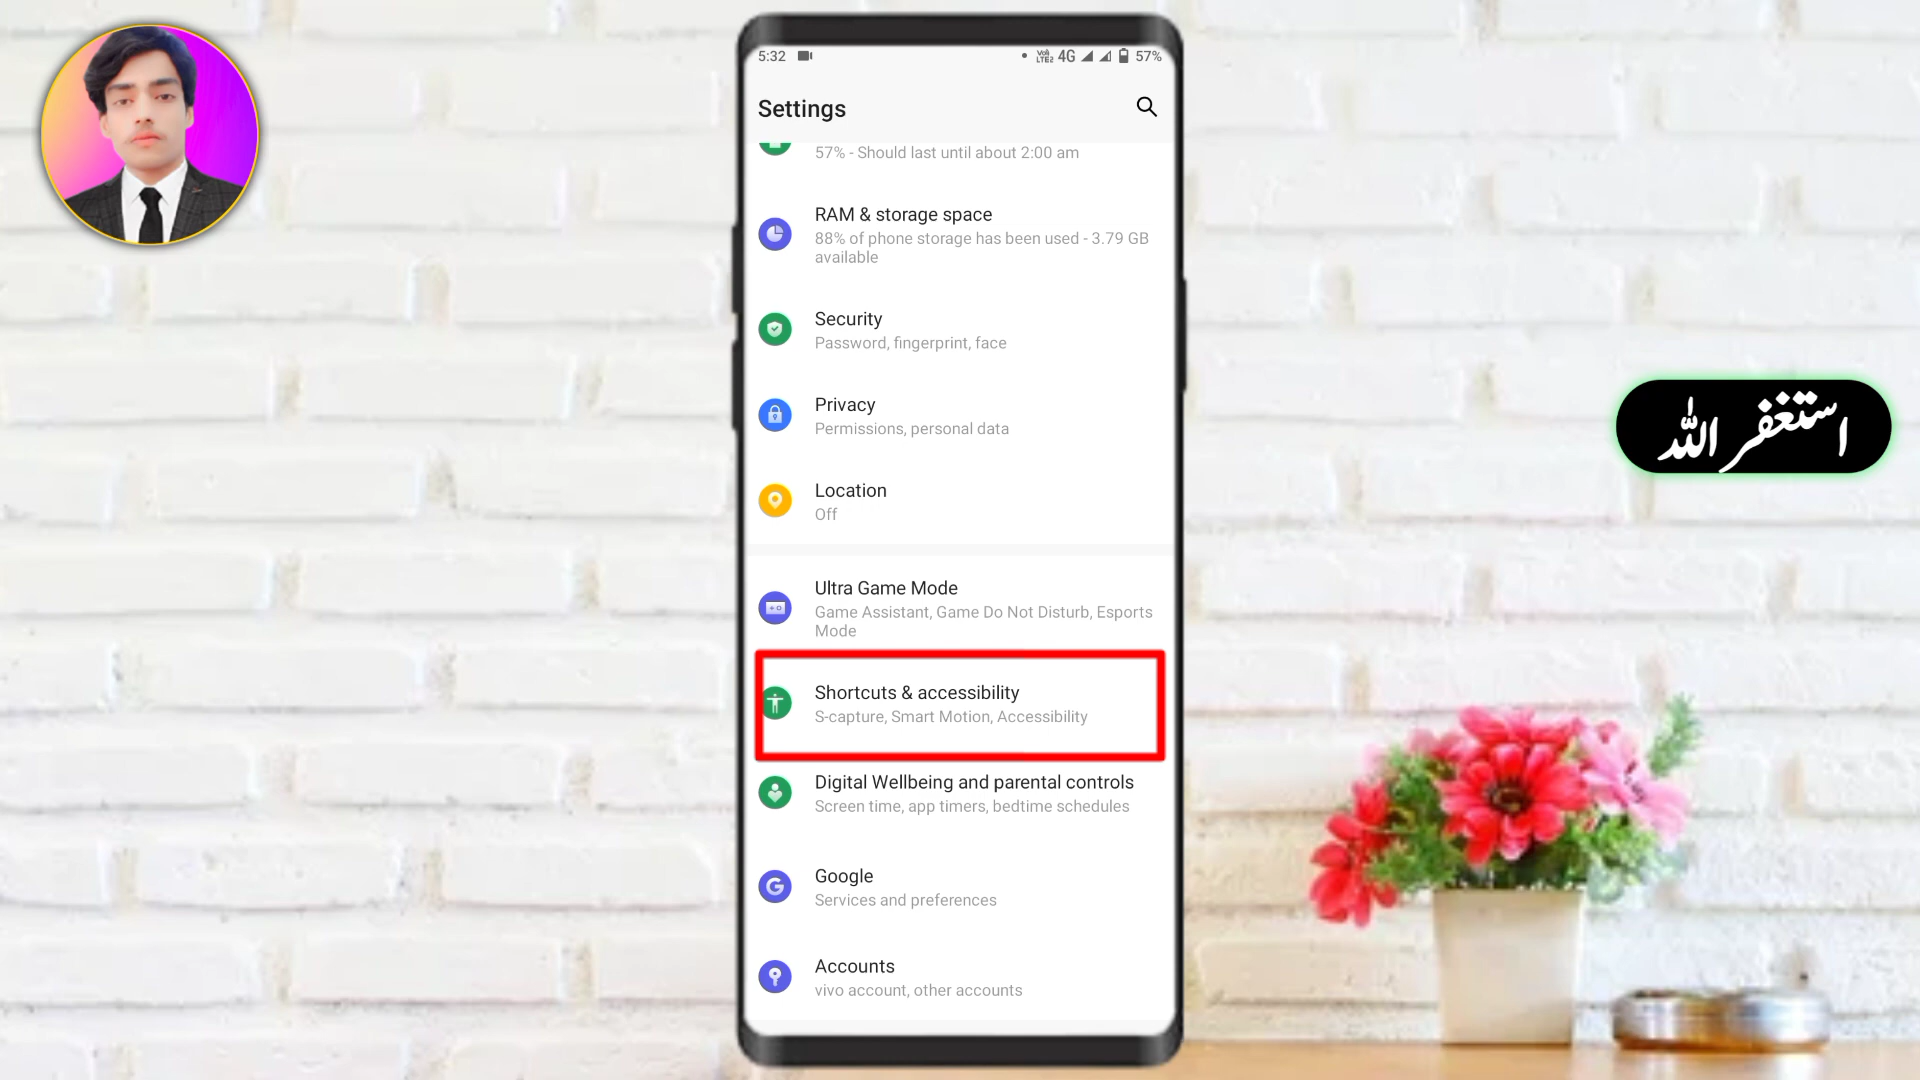 5:32 VoLTE2 4G 57%
Settings
57% - Should last until about 2:00 am
RAM & storage space
88% of phone storage has been used - 3.79 GB
available
Security
Password, fingerprint, face
Privacy
Permissions, personal data
Location
Off
Ultra Game Mode
Game Assistant, Game Do Not Disturb, Esports
Mode
Shortcuts & accessibility
S-capture, Smart Motion, Accessibility
Digital Wellbeing and parental controls
Screen time, app timers, bedtime schedules
Google
Services and preferences
Accounts
vivo account, other accounts
استغفر اللہ